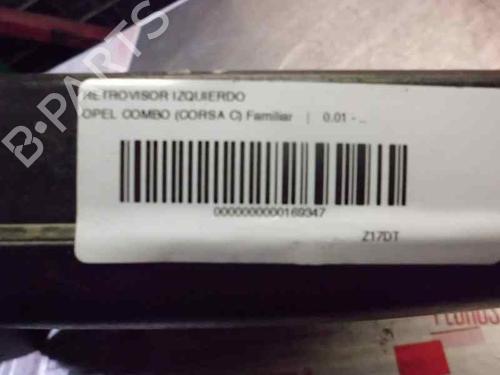 RETROVISOR IZQUIERDO
OPEL COMBO (CORSA C) Familiar | 0.01 - ..
0000000000169347
Z17DT
B-PARTS